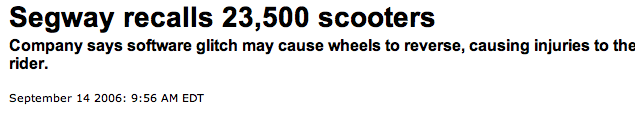 Segway recalls 23,500 scooters
Company says software glitch may cause wheels to reverse, causing injuries to the
rider.
September 14 2006: 9:56 AM EDT